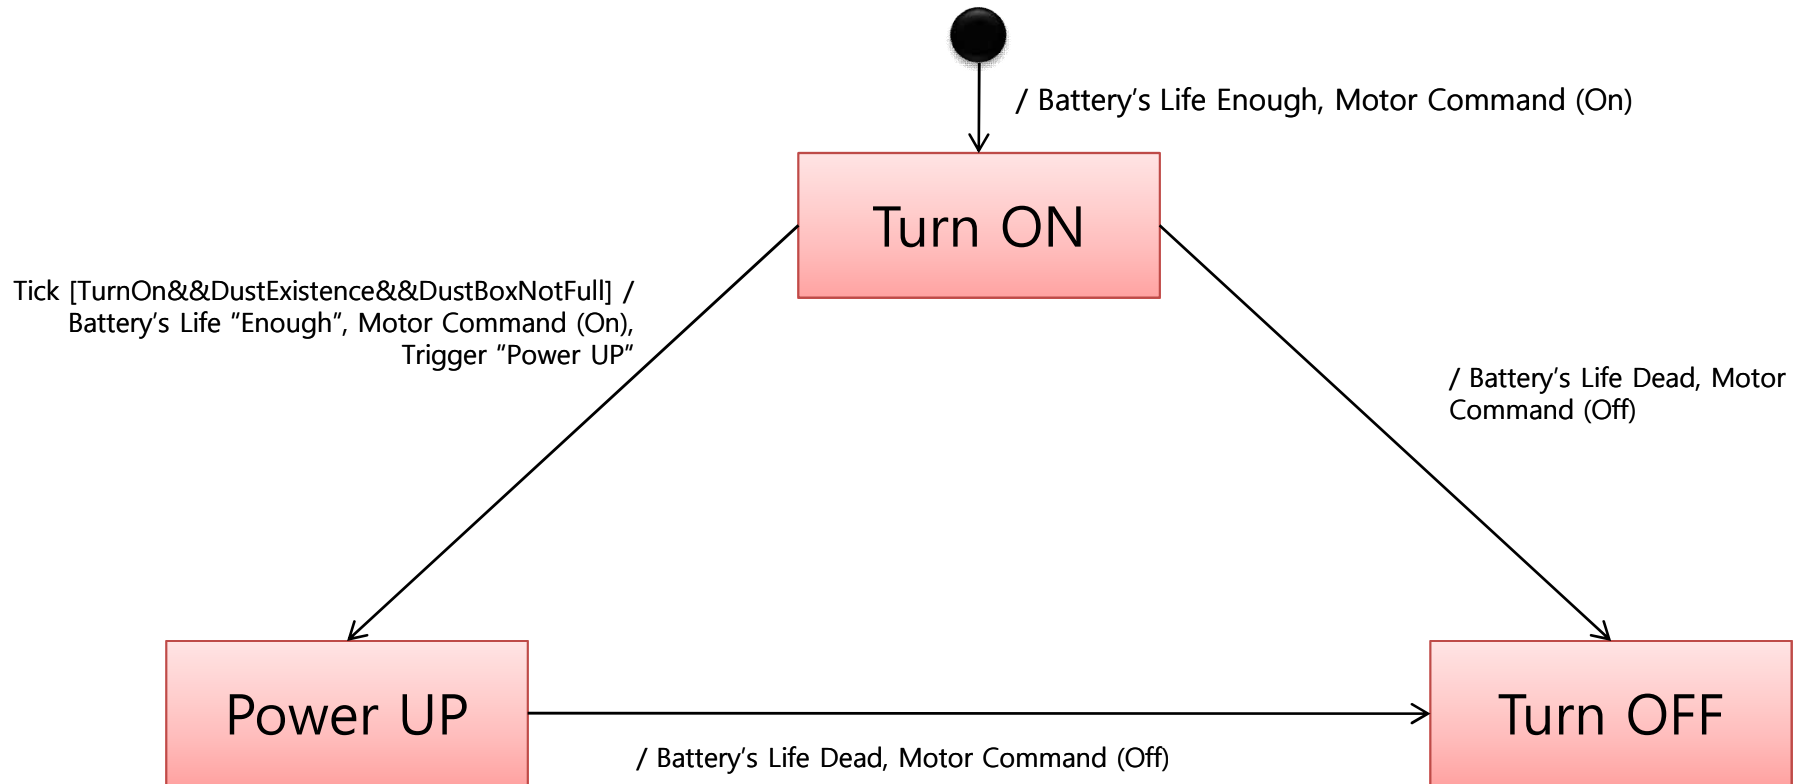 / Battery’s Life Enough, Motor Command (On)
Turn ON
Tick [TurnOn&&DustExistence&&DustBoxNotFull] /
Battery’s Life “Enough”, Motor Command (On),
Trigger “Power UP”
/ Battery’s Life Dead, Motor
Command (Off)
Power UP
Turn OFF
/ Battery’s Life Dead, Motor Command (Off)